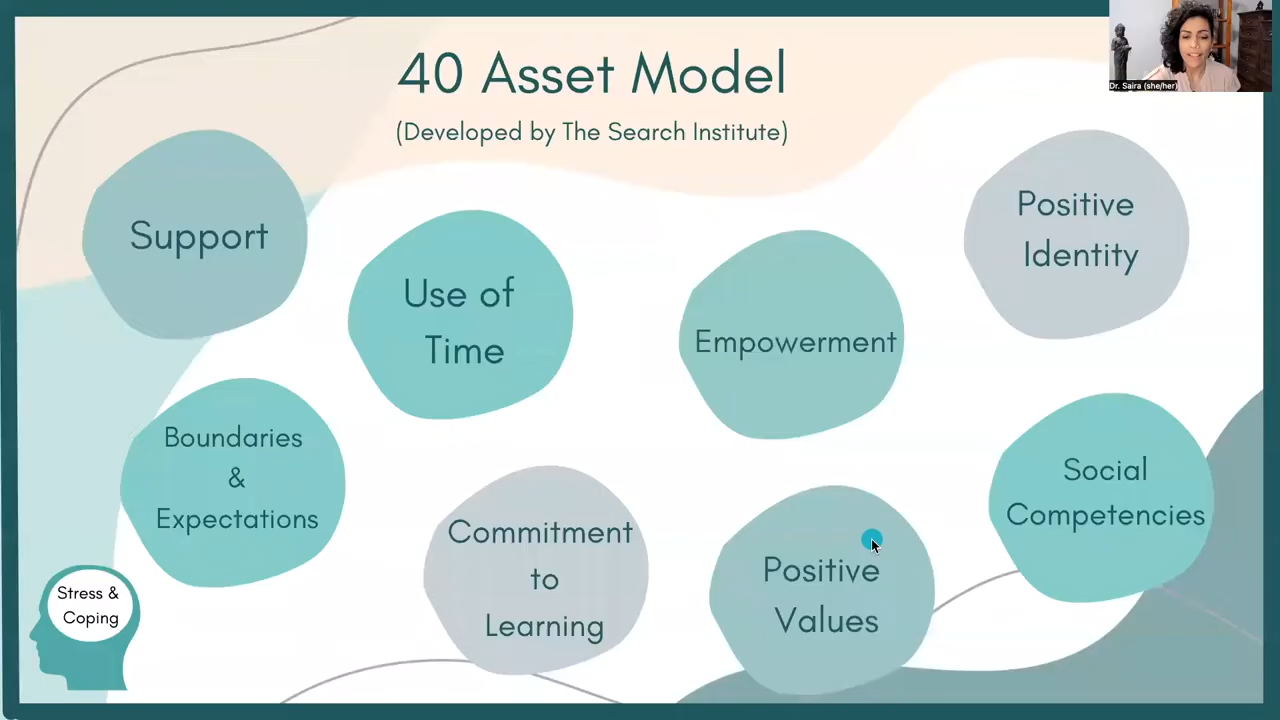 40 Asset Model
(Developed by The Search Institute)
Dr. Saira (she/her)
Support
Use of
Time
Empowerment
Positive
Identity
Boundaries
&
Expectations
Commitment
to
Learning
Positive
Values
Social
Competencies
Stress &
Coping